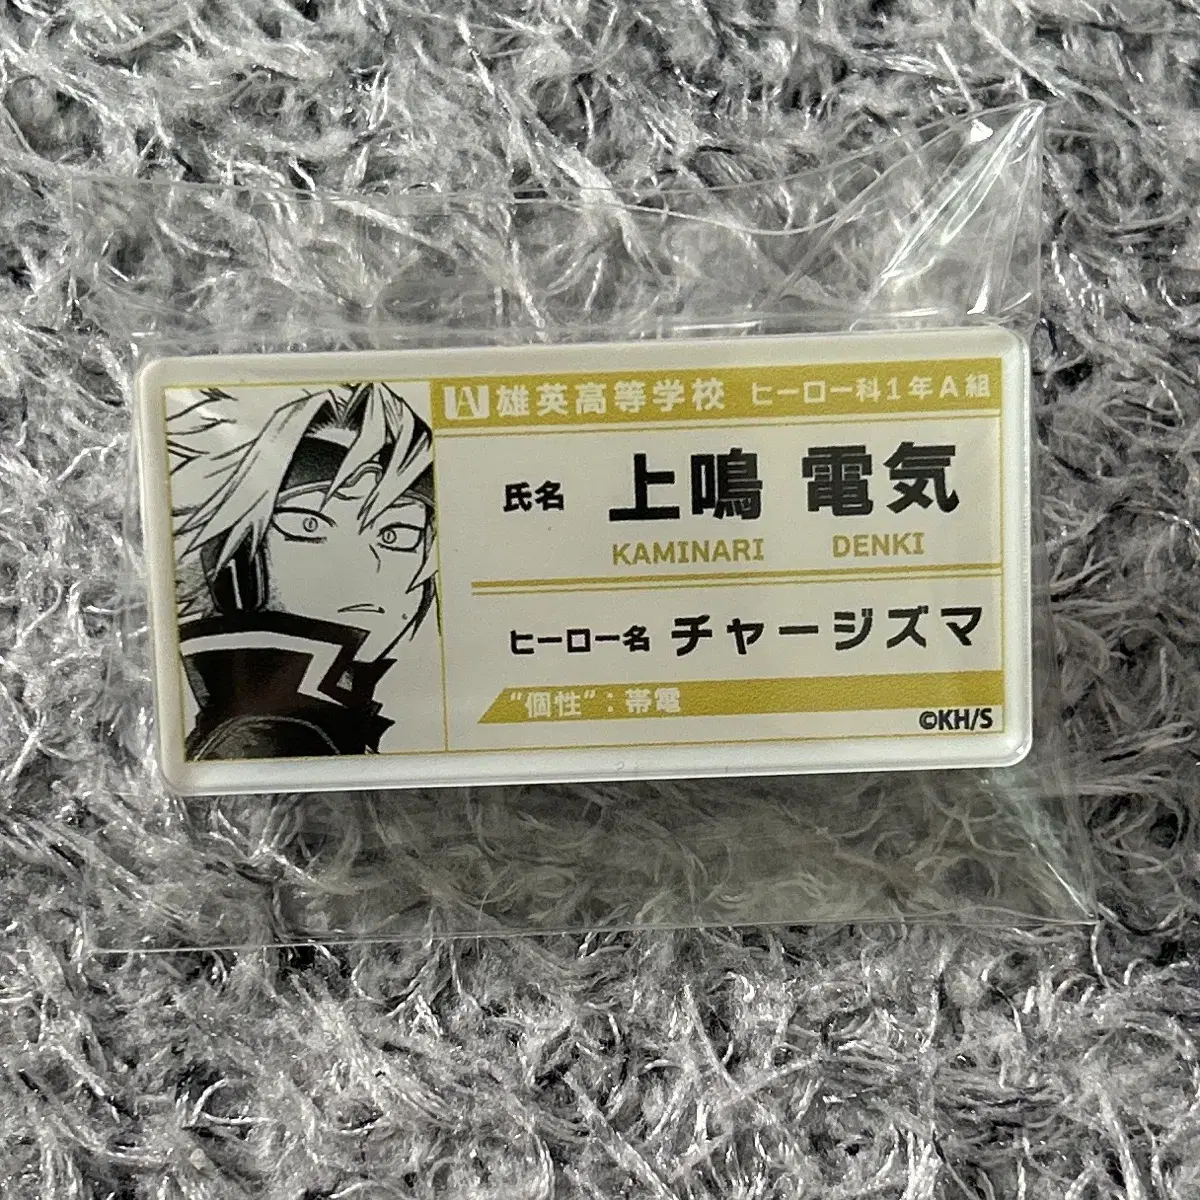 UA 雄英高等学校 ヒーロー科1年A組
氏名 上鳴 電気
KAMINARI DENKI
ヒーロー名 チャージズマ
“個性”：帯電
©KH/S